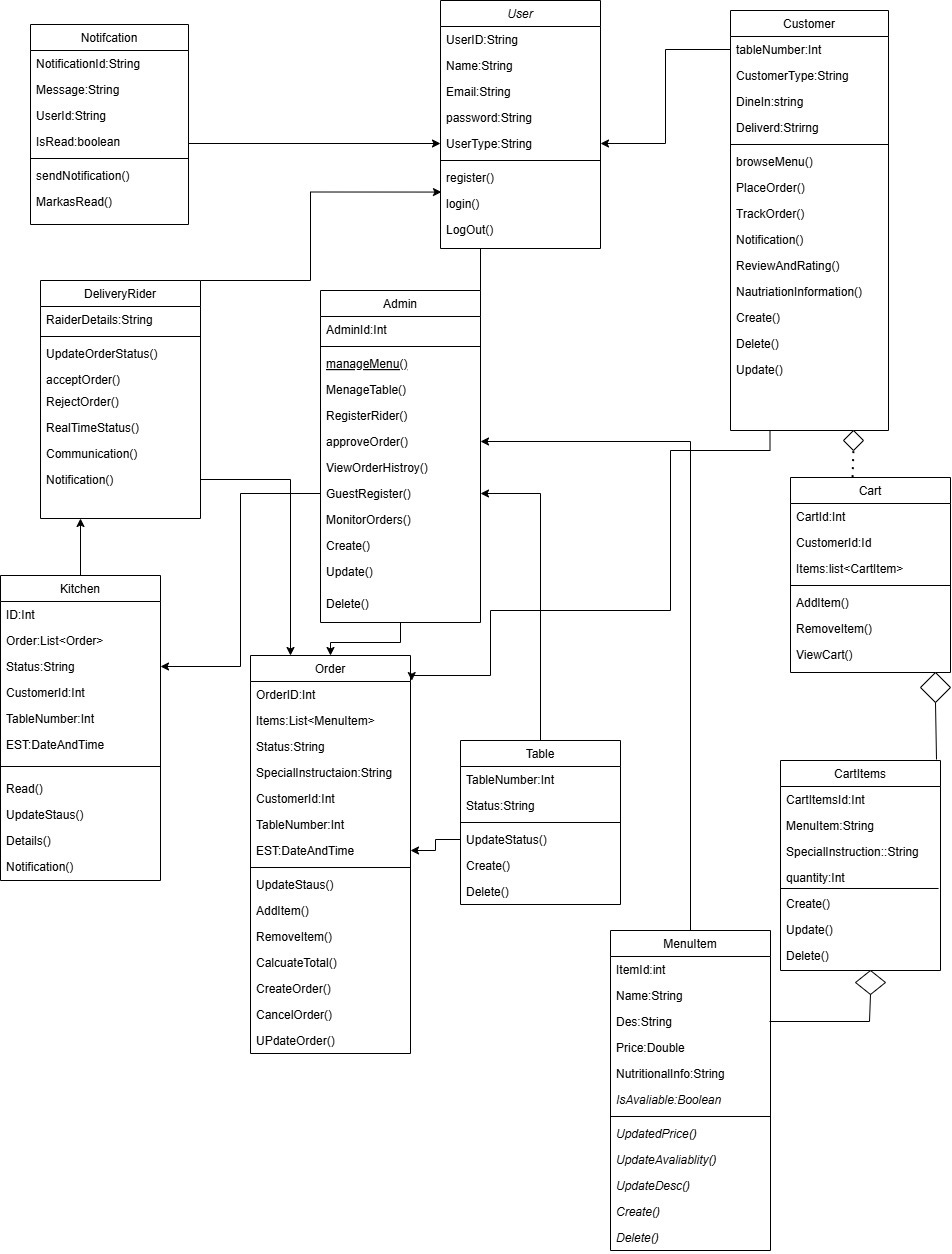 Notifcation
NotificationId:String
Message:String
UserId:String
IsRead:boolean
sendNotification()
MarkasRead()
User
UserID:String
Name:String
Email:String
password:String
UserType:String
register()
login()
LogOut()
Customer
tableNumber:Int
CustomerType:String
DineIn:string
Deliverd:Strirng
browseMenu()
PlaceOrder()
TrackOrder()
Notification()
ReviewAndRating()
NautriationInformation()
Create()
Delete()
Update()
DeliveryRider
RaiderDetails:String
UpdateOrderStatus()
acceptOrder()
RejectOrder()
RealTimeStatus()
Communication()
Notification()
Admin
AdminId:Int
manageMenu()
MenageTable()
RegisterRider()
approveOrder()
ViewOrderHistroy()
GuestRegister()
MonitorOrders()
Create()
Update()
Delete()
Cart
CartId:Int
CustomerId:Id
Items:list<CartItem>
AddItem()
RemoveItem()
ViewCart()
Kitchen
ID:Int
Order:List<Order>
Status:String
CustomerId:Int
TableNumber:Int
EST:DateAndTime
Read()
UpdateStaus()
Details()
Notification()
Order
OrderID:Int
Items:List<MenuItem>
Status:String
SpecialInstructaion:String
CustomerId:Int
TableNumber:Int
EST:DateAndTime
UpdateStaus()
AddItem()
RemoveItem()
CalcuateTotal()
CreateOrder()
CancelOrder()
UPdateOrder()
Table
TableNumber:Int
Status:String
UpdateStatus()
Create()
Delete()
CartItems
CartItemsId:Int
MenuItem:String
SpecialInstruction::String
quantity:Int
Create()
Update()
Delete()
MenuItem
ItemId:int
Name:String
Des:String
Price:Double
NutritionalInfo:String
IsAvaliable:Boolean
UpdatedPrice()
UpdateAvaliablity()
UpdateDesc()
Create()
Delete()